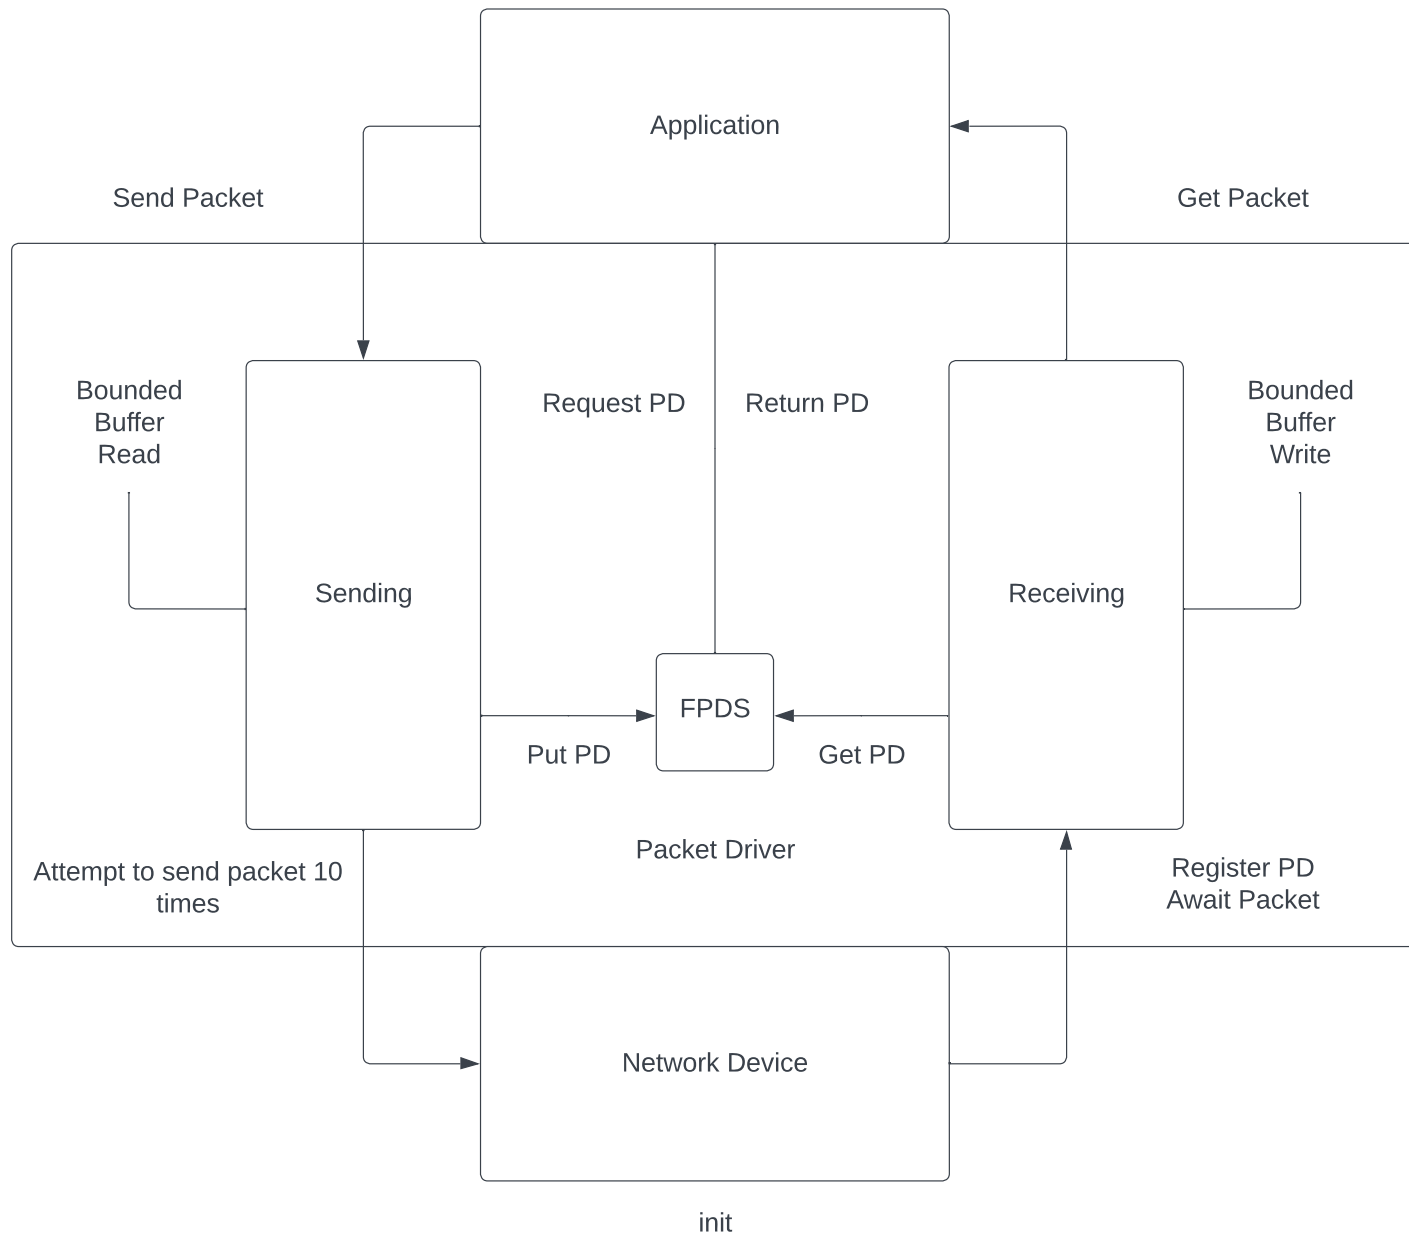 Application
Send Packet
Get Packet
Bounded
Buffer
Read
Request PD
Return PD
Bounded
Buffer
Write
Sending
Receiving
FPDS
Put PD
Get PD
Packet Driver
Attempt to send packet 10
times
Register PD
Await Packet
Network Device
init